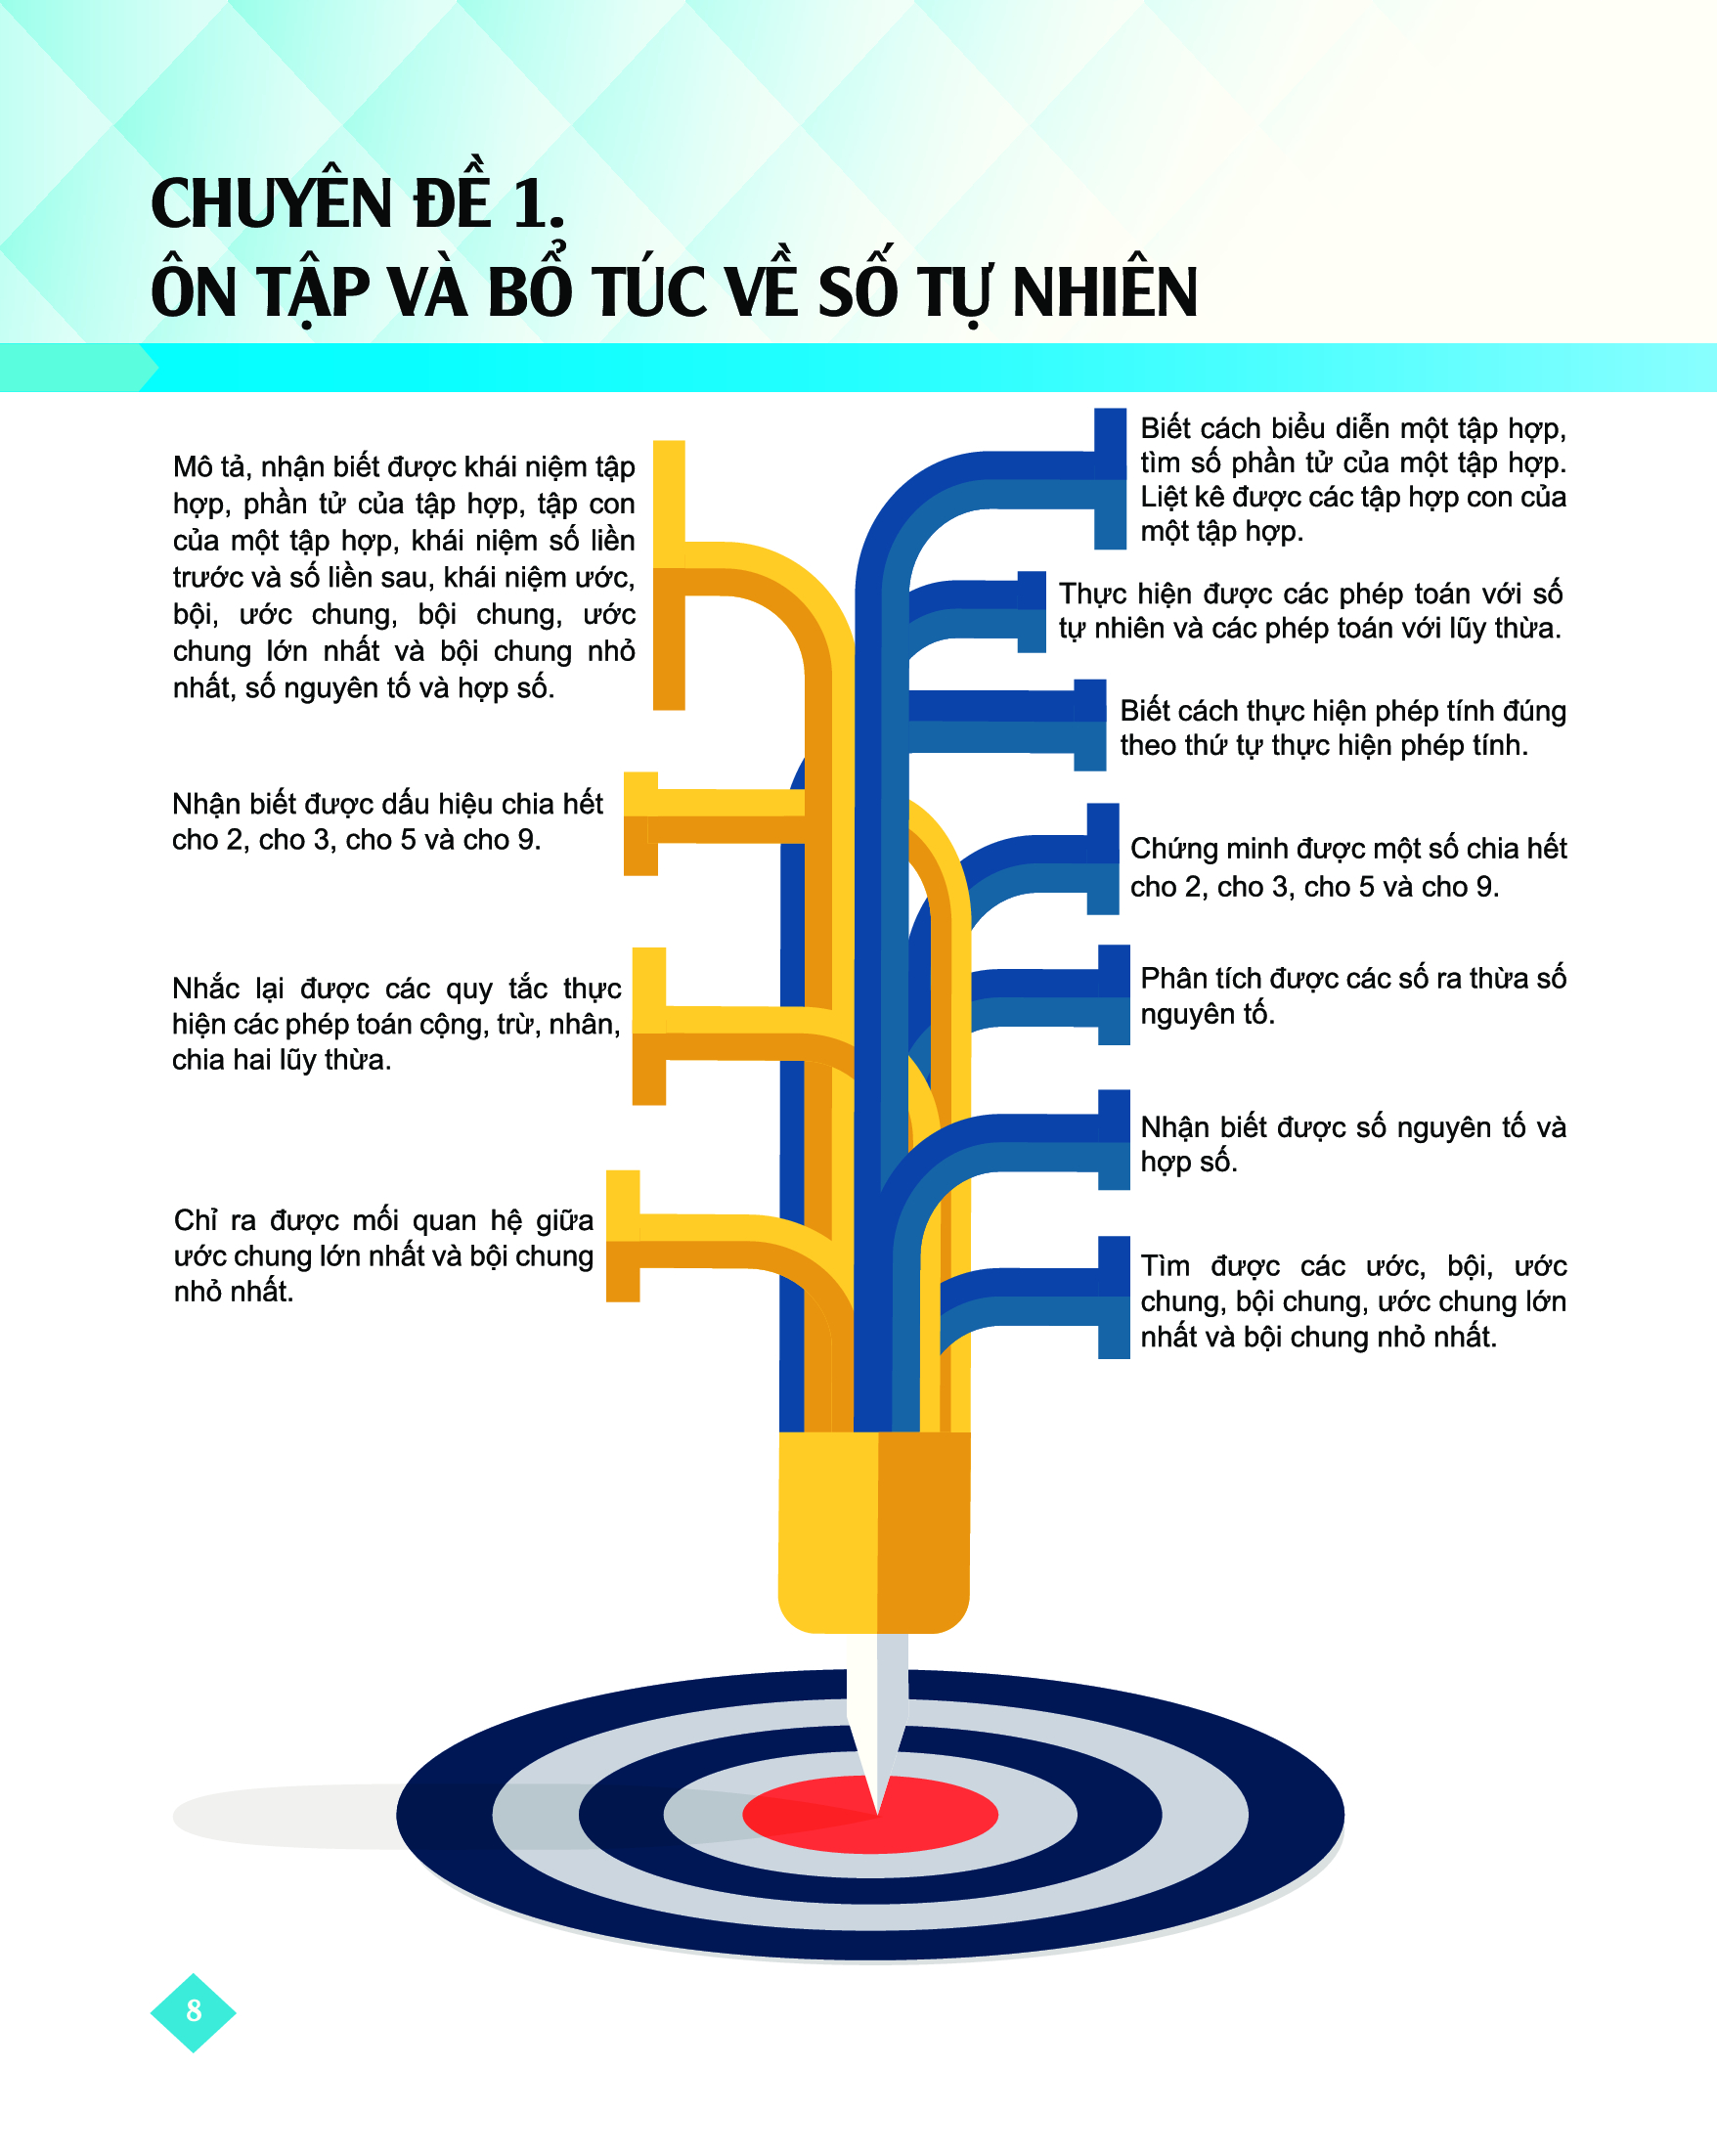 CHUYÊN ĐỀ 1.
ÔN TẬP VÀ BỔ TÚC VỀ SỐ TỰ NHIÊN
Mô tả, nhận biết được khái niệm tập
hợp, phần tử của tập hợp, tập con
của một tập hợp, khái niệm số liền
trước và số liền sau, khái niệm ước,
bội, ước chung, bội chung, ước
chung lớn nhất và bội chung nhỏ
nhất, số nguyên tố và hợp số.
Nhận biết được dấu hiệu chia hết
cho 2, cho 3, cho 5 và cho 9.
Nhắc lại được các quy tắc thực
hiện các phép toán cộng, trừ, nhân,
chia hai lũy thừa.
Chỉ ra được mối quan hệ giữa
ước chung lớn nhất và bội chung
nhỏ nhất.
Biết cách biểu diễn một tập hợp,
tìm số phần tử của một tập hợp.
Liệt kê được các tập hợp con của
một tập hợp.
Thực hiện được các phép toán với số
tự nhiên và các phép toán với lũy thừa.
Biết cách thực hiện phép tính đúng
theo thứ tự thực hiện phép tính.
Chứng minh được một số chia hết
cho 2, cho 3, cho 5 và cho 9.
Phân tích được các số ra thừa số
nguyên tố.
Nhận biết được số nguyên tố và
hợp số.
Tìm được các ước, bội, ước
chung, bội chung, ước chung lớn
nhất và bội chung nhỏ nhất.
8